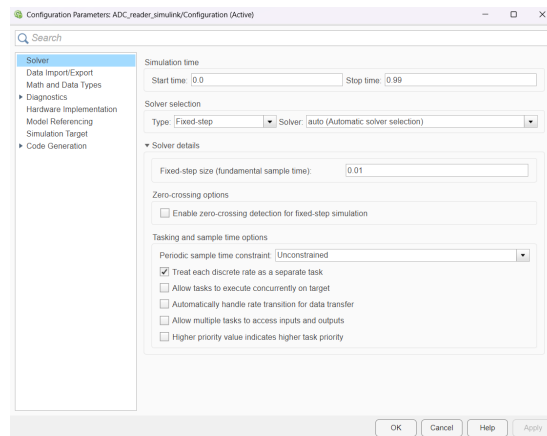 Configuration Parameters: ADC_reader_simulink/Configuration (Active)
Search
Solver
Data Import/Export
Math and Data Types
Diagnostics
Hardware Implementation
Model Referencing
Simulation Target
Code Generation
Simulation time
Start time: 0.0 Stop time: 0.99
Solver selection
Type: Fixed-step Solver: auto (Automatic solver selection)
Solver details
Fixed-step size (fundamental sample time): 0.01
Zero-crossing options
Enable zero-crossing detection for fixed-step simulation
Tasking and sample time options
Periodic sample time constraint: Unconstrained
Treat each discrete rate as a separate task
Allow tasks to execute concurrently on target
Automatically handle rate transition for data transfer
Allow multiple tasks to access inputs and outputs
Higher priority value indicates higher task priority
OK Cancel Help Apply